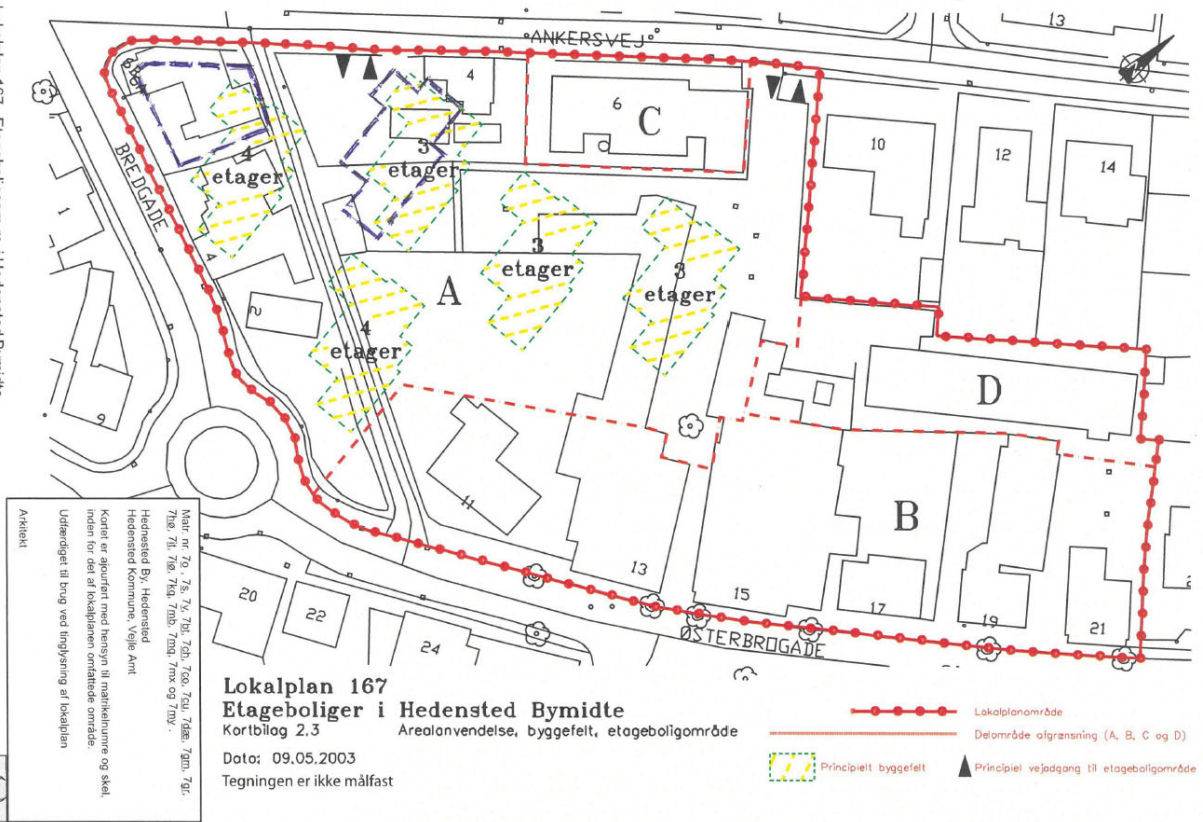 ANKERSVEJ
13
4
6
C
10
12
14
BREDGADE
1
4
etager
3
etager
3
etager
3
etager
A
4
2
4
etager
D
9
11
B
13
15
17
19
21
20
22
24
ØSTERBROGADE
Lokalplan 167
Etageboliger i Hedensted Bymidte
Kortbilag 2,3
Arealanvendelse, byggefelt, etageboligområde
Dato: 09.05.2003
Tegningen er ikke målfast
Lokalplanområde
Delområde afgrænsning (A, B, C og D)
Principielt byggefelt
Principiel vejadgang til etageboligområde
Hednested By, Hedensted
Hedensted Kommune, Vejle Amt
Kortet er ajourført med hensyn til matrikelnumre og skel,
inden for det af lokalplanen omfattede område.
Udfærdiget til brug ved tinglysning af lokalplan
Arkitekt